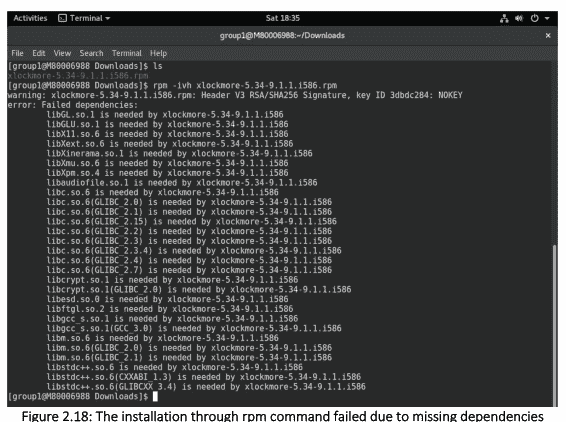 Activities Terminal Sat 18:35
group1@M80006988:~/Downloads ×
File Edit View Search Terminal Help
[group1@M80006988 Downloads]$ ls
xlockmore-5.34-9.1.1.i586.rpm
[group1@M80006988 Downloads]$ rpm -ivh xlockmore-5.34-9.1.1.i586.rpm
warning: xlockmore-5.34-9.1.1.i586.rpm: Header V3 RSA/SHA256 Signature, key ID 3dbdc284: NOKEY
error: Failed dependencies:
libGL.so.1 is needed by xlockmore-5.34-9.1.1.i586
libGLU.so.1 is needed by xlockmore-5.34-9.1.1.i586
libX11.so.6 is needed by xlockmore-5.34-9.1.1.i586
libXext.so.6 is needed by xlockmore-5.34-9.1.1.i586
libXinerama.so.1 is needed by xlockmore-5.34-9.1.1.i586
libXmu.so.6 is needed by xlockmore-5.34-9.1.1.i586
libXpm.so.4 is needed by xlockmore-5.34-9.1.1.i586
libaudiofile.so.1 is needed by xlockmore-5.34-9.1.1.i586
libc.so.6 is needed by xlockmore-5.34-9.1.1.i586
libc.so.6(GLIBC_2.0) is needed by xlockmore-5.34-9.1.1.i586
libc.so.6(GLIBC_2.1) is needed by xlockmore-5.34-9.1.1.i586
libc.so.6(GLIBC_2.15) is needed by xlockmore-5.34-9.1.1.i586
libc.so.6(GLIBC_2.2) is needed by xlockmore-5.34-9.1.1.i586
libc.so.6(GLIBC_2.3) is needed by xlockmore-5.34-9.1.1.i586
libc.so.6(GLIBC_2.3.4) is needed by xlockmore-5.34-9.1.1.i586
libc.so.6(GLIBC_2.4) is needed by xlockmore-5.34-9.1.1.i586
libc.so.6(GLIBC_2.7) is needed by xlockmore-5.34-9.1.1.i586
libcrypt.so.1 is needed by xlockmore-5.34-9.1.1.i586
libcrypt.so.1(GLIBC_2.0) is needed by xlockmore-5.34-9.1.1.i586
libesd.so.0 is needed by xlockmore-5.34-9.1.1.i586
libftgl.so.2 is needed by xlockmore-5.34-9.1.1.i586
libgcc_s.so.1 is needed by xlockmore-5.34-9.1.1.i586
libgcc_s.so.1(GCC_3.0) is needed by xlockmore-5.34-9.1.1.i586
libm.so.6 is needed by xlockmore-5.34-9.1.1.i586
libm.so.6(GLIBC_2.0) is needed by xlockmore-5.34-9.1.1.i586
libm.so.6(GLIBC_2.1) is needed by xlockmore-5.34-9.1.1.i586
libstdc++.so.6 is needed by xlockmore-5.34-9.1.1.i586
libstdc++.so.6(CXXABI_1.3) is needed by xlockmore-5.34-9.1.1.i586
libstdc++.so.6(GLIBCXX_3.4) is needed by xlockmore-5.34-9.1.1.i586
[group1@M80006988 Downloads]$
Figure 2.18: The installation through rpm command failed due to missing dependencies